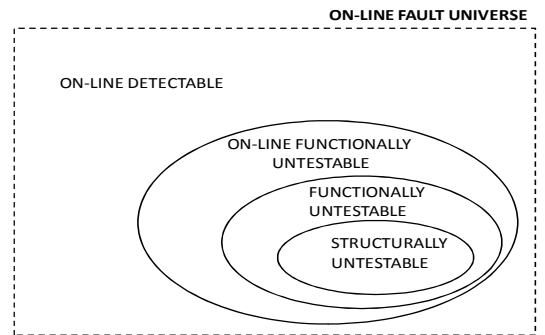 ON-LINE FAULT UNIVERSE
ON-LINE DETECTABLE
ON-LINE FUNCTIONALLY
UNTESTABLE
FUNCTIONALLY
UNTESTABLE
STRUCTURALLY
UNTESTABLE